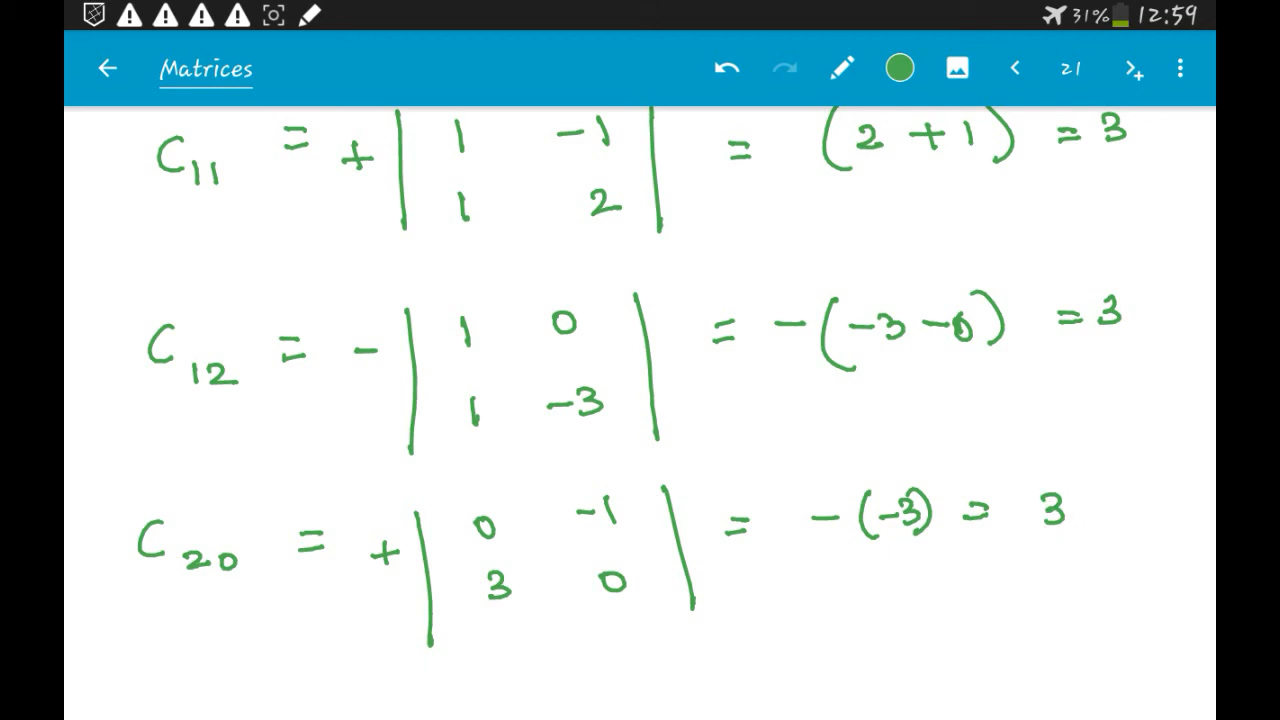 31% 12:59
Matrices 21
C11 = + | 1 -1 | = (2 + 1) = 3
1 2
C12 = - | 1 0 | = - (-3 - 0) = 3
1 -3
C20 = + | 0 -1 | = - (-3) = 3
3 0